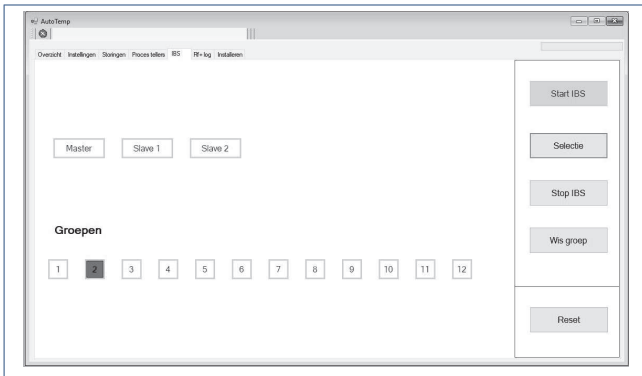 AutoTemp
Overzicht Instellingen Storingen Proces tellers IBS Rf+ log Installeren
Start IBS
Master Slave 1 Slave 2
Selectie
Stop IBS
Groepen
Wis groep
1 2 3 4 5 6 7 8 9 10 11 12
Reset